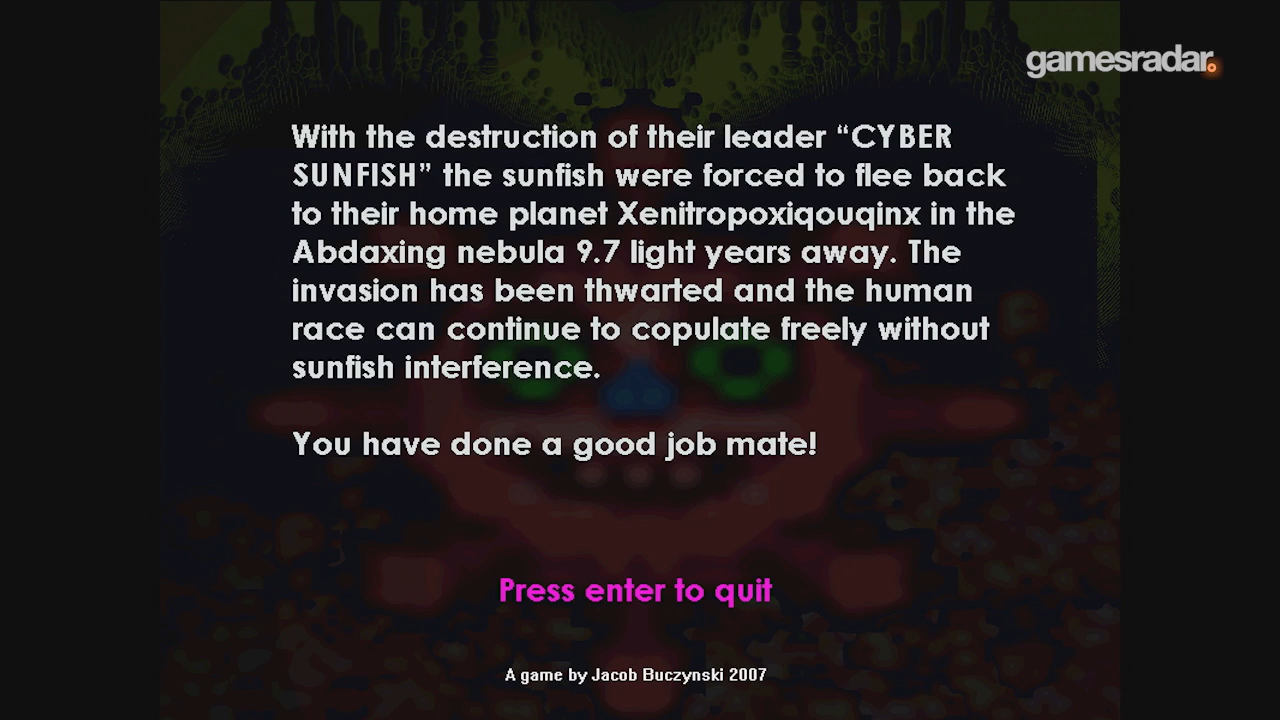 gamesradar.
With the destruction of their leader “CYBER
SUNFISH” the sunfish were forced to flee back
to their home planet Xenitropoxiqouqinx in the
Abdaxing nebula 9.7 light years away. The
invasion has been thwarted and the human
race can continue to copulate freely without
sunfish interference.
You have done a good job mate!
Press enter to quit
A game by Jacob Buczynski 2007